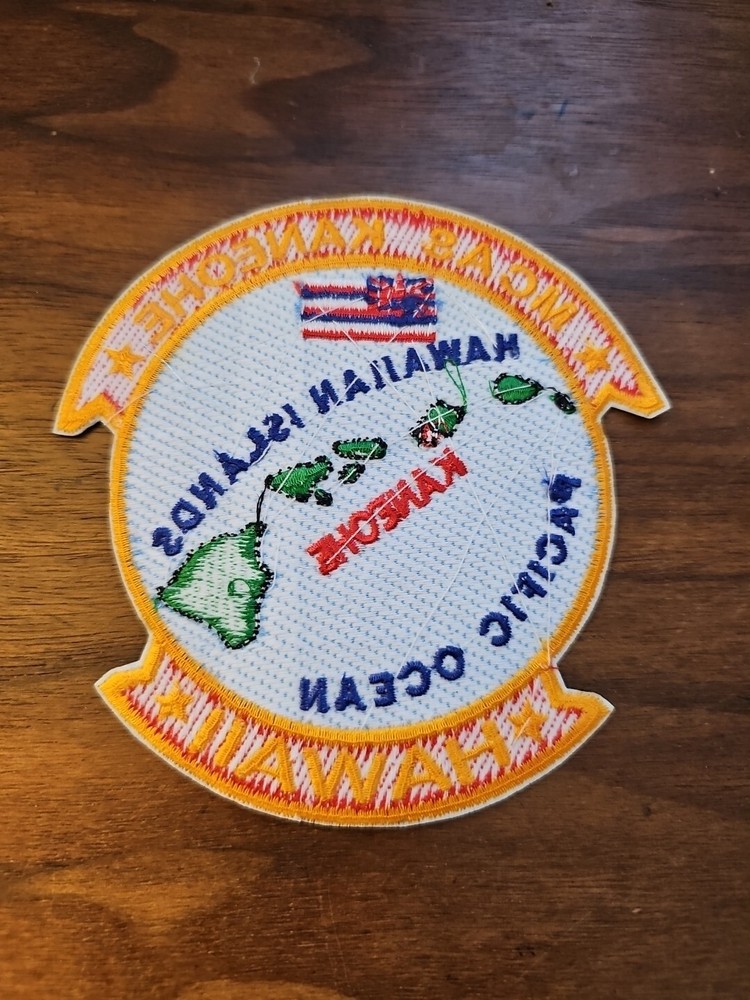 MCAS KANEOHE
HAWAIIAN ISLANDS
KANEOHE
PACIFIC OCEAN
HAWAII